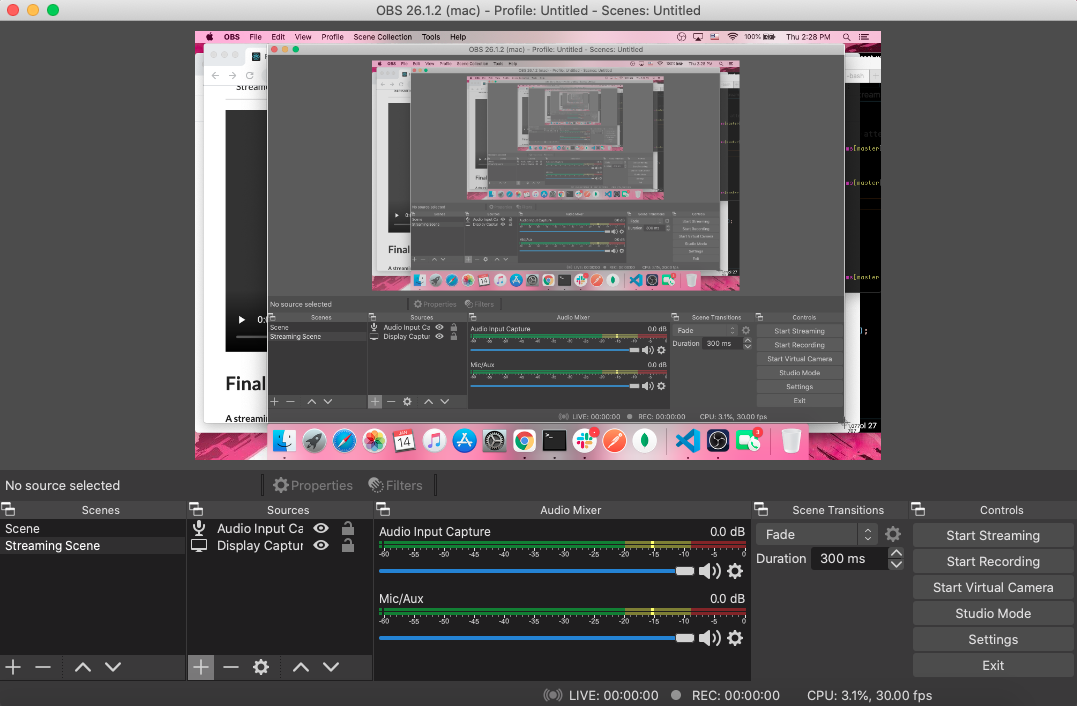 OBS 26.1.2 (mac) - Profile: Untitled - Scenes: Untitled
OBS File Edit View Profile Scene Collection Tools Help 100% Thu 2:28 PM
OBS 26.1.2 (mac) - Profile: Untitled - Scenes: Untitled
Final
A streamin
No source selected
Properties Filters
Scenes Sources Audio Mixer Scene Transitions Controls
Scene
Streaming Scene
Audio Input Ca
Display Captur
Audio Input Capture 0.0 dB
Mic/Aux 0.0 dB
Fade
Duration 300 ms
Start Streaming
Start Recording
Start Virtual Camera
Studio Mode
Settings
Exit
LIVE: 00:00:00 REC: 00:00:00 CPU: 3.1%, 30.00 fps
No source selected
Properties Filters
Scenes Sources Audio Mixer Scene Transitions Controls
Scene
Streaming Scene
Audio Input Ca
Display Captur
Audio Input Capture 0.0 dB
-60 -55 -50 -45 -40 -35 -30 -25 -20 -15 -10 -5 0
Mic/Aux 0.0 dB
-60 -55 -50 -45 -40 -35 -30 -25 -20 -15 -10 -5 0
Fade
Duration 300 ms
Start Streaming
Start Recording
Start Virtual Camera
Studio Mode
Settings
Exit
LIVE: 00:00:00 REC: 00:00:00 CPU: 3.1%, 30.00 fps